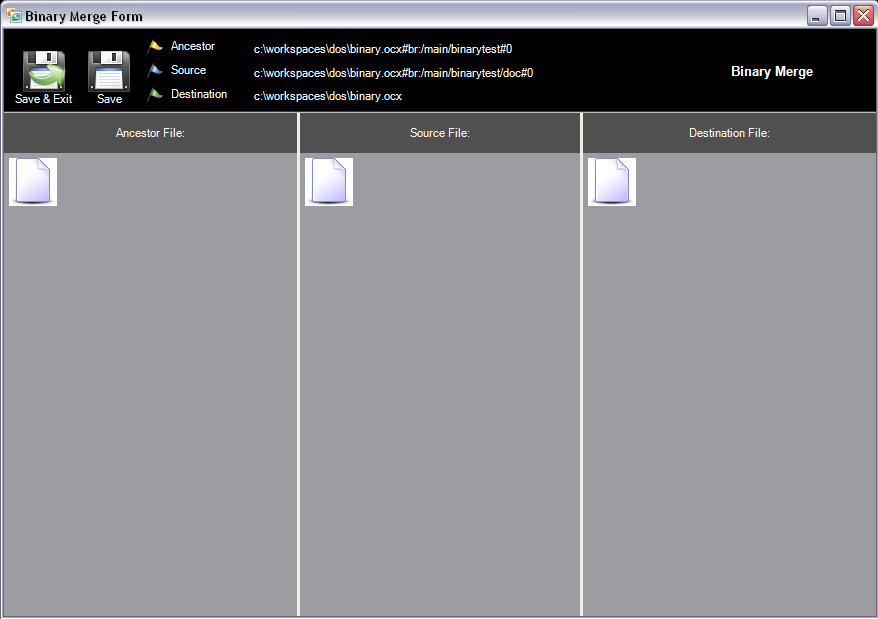 Binary Merge Form
Ancestor c:\workspaces\dos\binary.ocx#br:/main/binarytest#0
Source c:\workspaces\dos\binary.ocx#br:/main/binarytest/doc#0
Binary Merge
Destination c:\workspaces\dos\binary.ocx
Save & Exit Save
Ancestor File: Source File: Destination File: